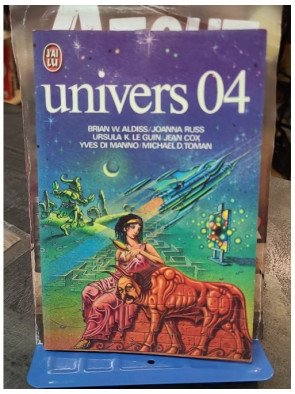 J'AI
LU
univers 04
BRIAN W. ALDISS/JOANNA RUSS
URSULA K. LE GUIN/JEAN COX
YVES DI MANNO/MICHAEL D. TOMAN